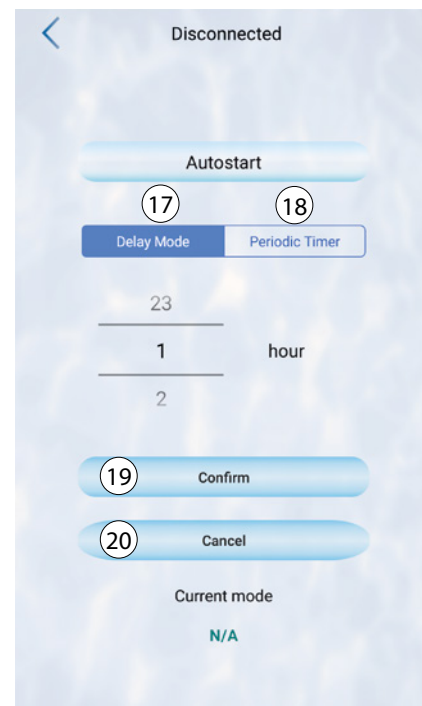 Disconnected
Autostart
17 18
Delay Mode Periodic Timer
23
1 hour
2
19 Confirm
20 Cancel
Current mode
N/A